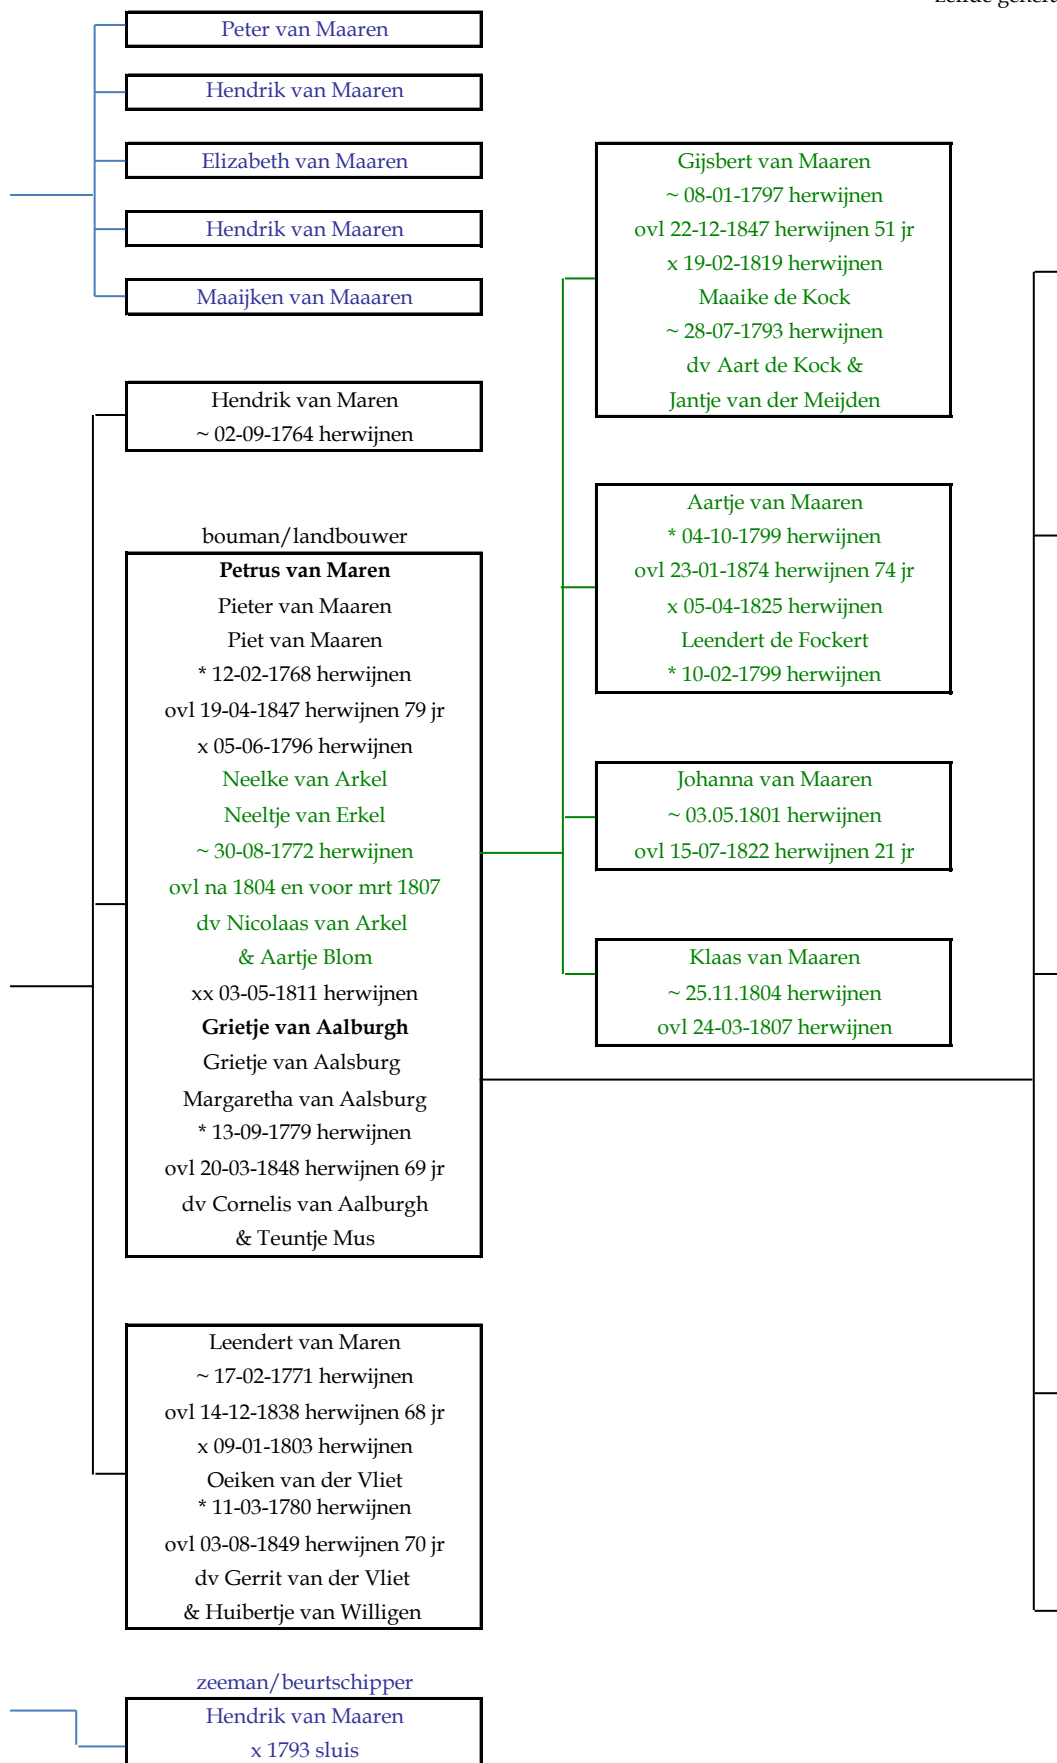 Peter van Maaren
Hendrik van Maaren
Elizabeth van Maaren
Hendrik van Maaren
Maaijken van Maaaren
Hendrik van Maren
~ 02-09-1764 herwijnen
bouman/landbouwer
Petrus van Maren
Pieter van Maaren
Piet van Maaren
* 12-02-1768 herwijnen
ovl 19-04-1847 herwijnen 79 jr
x 05-06-1796 herwijnen
Neelke van Arkel
Neeltje van Erkel
~ 30-08-1772 herwijnen
ovl na 1804 en voor mrt 1807
dv Nicolaas van Arkel
& Aartje Blom
xx 03-05-1811 herwijnen
Grietje van Aalburgh
Grietje van Aalsburg
Margaretha van Aalsburg
* 13-09-1779 herwijnen
ovl 20-03-1848 herwijnen 69 jr
dv Cornelis van Aalburgh
& Teuntje Mus
Leendert van Maren
~ 17-02-1771 herwijnen
ovl 14-12-1838 herwijnen 68 jr
x 09-01-1803 herwijnen
Oeiken van der Vliet
* 11-03-1780 herwijnen
ovl 03-08-1849 herwijnen 70 jr
dv Gerrit van der Vliet
& Huibertje van Willigen
zeeman/beurtschipper
Hendrik van Maaren
x 1793 sluis
Gijsbert van Maaren
~ 08-01-1797 herwijnen
ovl 22-12-1847 herwijnen 51 jr
x 19-02-1819 herwijnen
Maaike de Kock
~ 28-07-1793 herwijnen
dv Aart de Kock &
Jantje van der Meijden
Aartje van Maaren
* 04-10-1799 herwijnen
ovl 23-01-1874 herwijnen 74 jr
x 05-04-1825 herwijnen
Leendert de Fockert
* 10-02-1799 herwijnen
Johanna van Maaren
~ 03.05.1801 herwijnen
ovl 15-07-1822 herwijnen 21 jr
Klaas van Maaren
~ 25.11.1804 herwijnen
ovl 24-03-1807 herwijnen